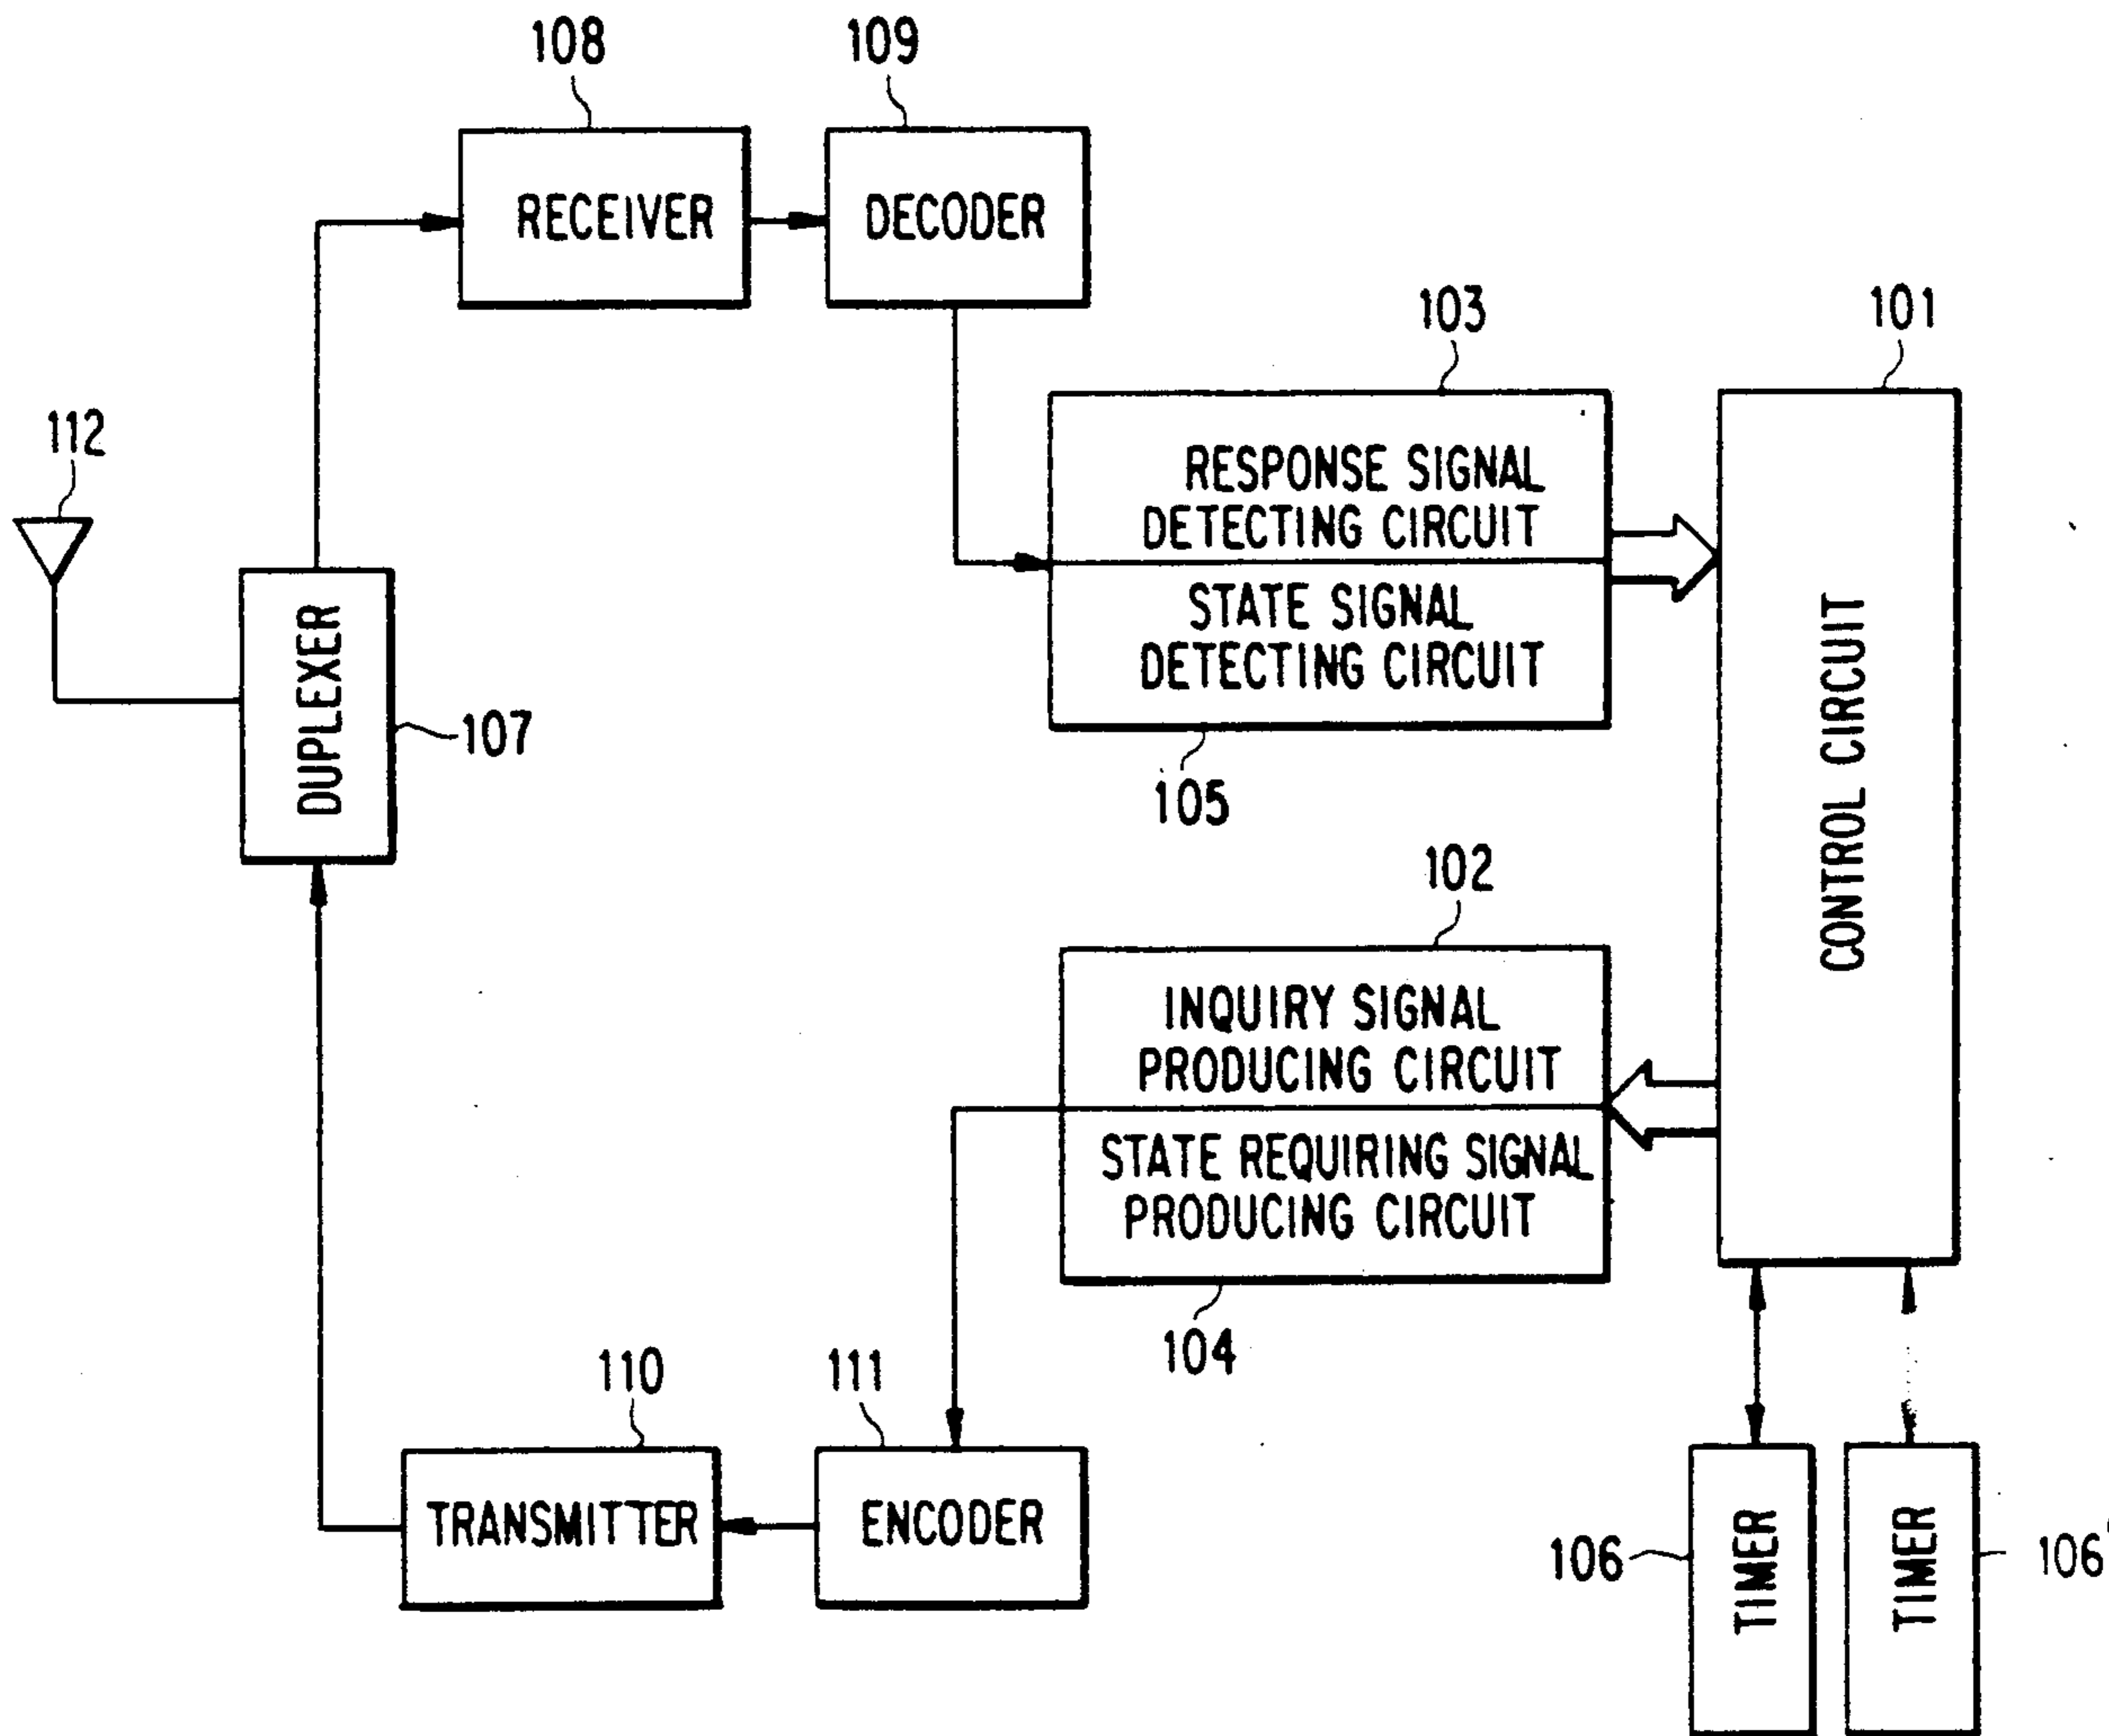 108
109
RECEIVER
DECODER
103
101
112
RESPONSE SIGNAL
DETECTING CIRCUIT
STATE SIGNAL
DETECTING CIRCUIT
DUPLEXER
107
105
CONTROL CIRCUIT
102
INQUIRY SIGNAL
PRODUCING CIRCUIT
STATE REQUIRING SIGNAL
PRODUCING CIRCUIT
104
110
111
TRANSMITTER
ENCODER
106
TIMER
TIMER
106'